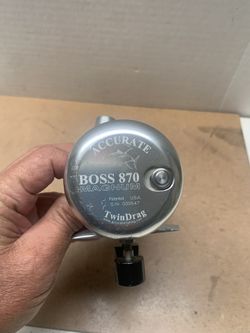 ACCURATE
BOSS 870
MAGNUM
Patented USA
TwinDrag